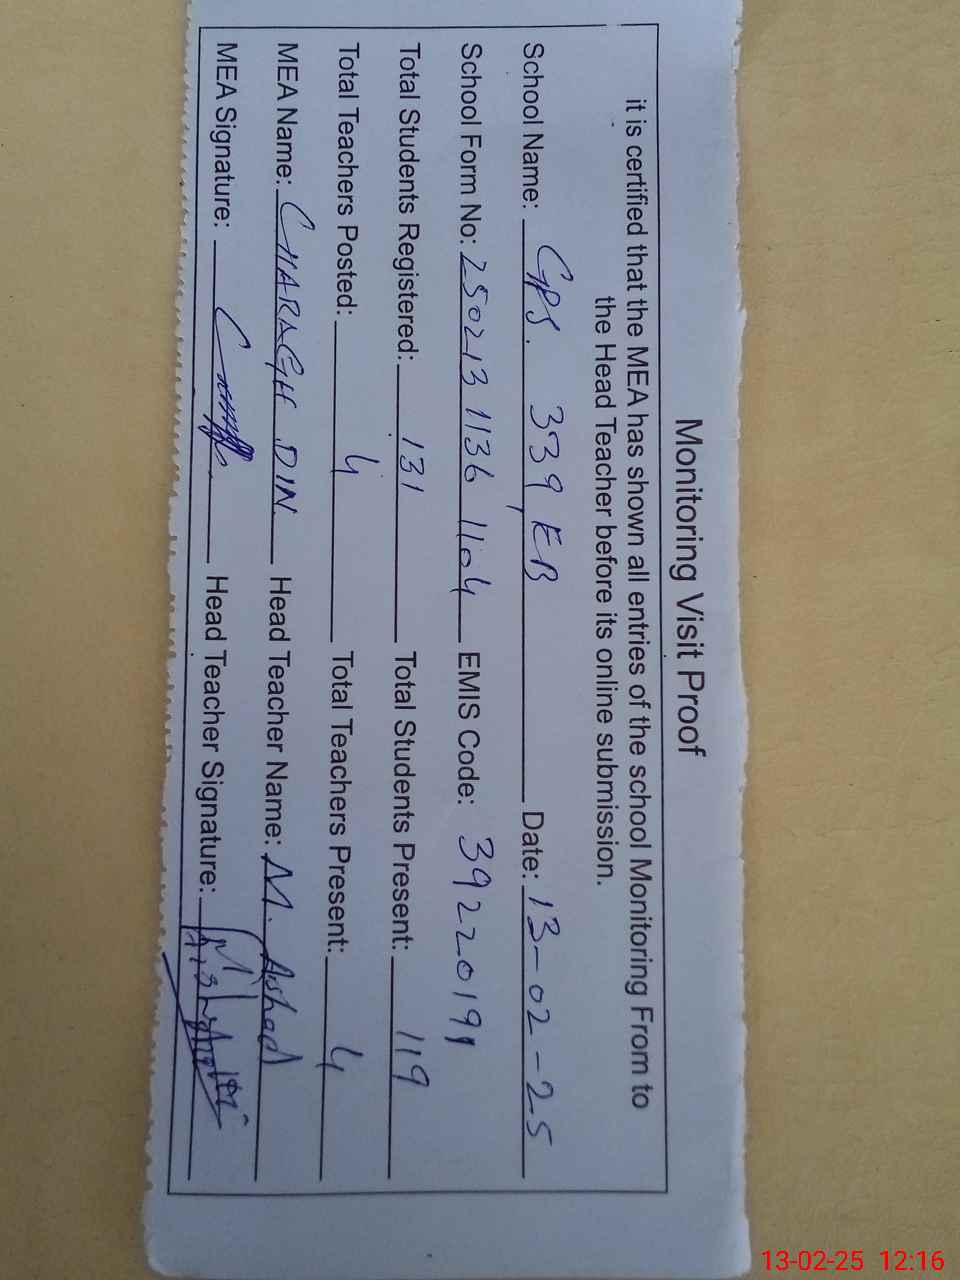 Monitoring Visit Proof
it is certified that the MEA has shown all entries of the school Monitoring From to
the Head Teacher before its online submission.
School Name: GPS. 339 EB Date: 13-02-25
School Form No: 250213 1136 1104 EMIS Code: 39220199
Total Students Registered: 131 Total Students Present: 119
Total Teachers Posted: 4 Total Teachers Present: 4
MEA Name: CHARAGH DIN Head Teacher Name: M. Arshad
MEA Signature: Head Teacher Signature:
13-02-25 12:16